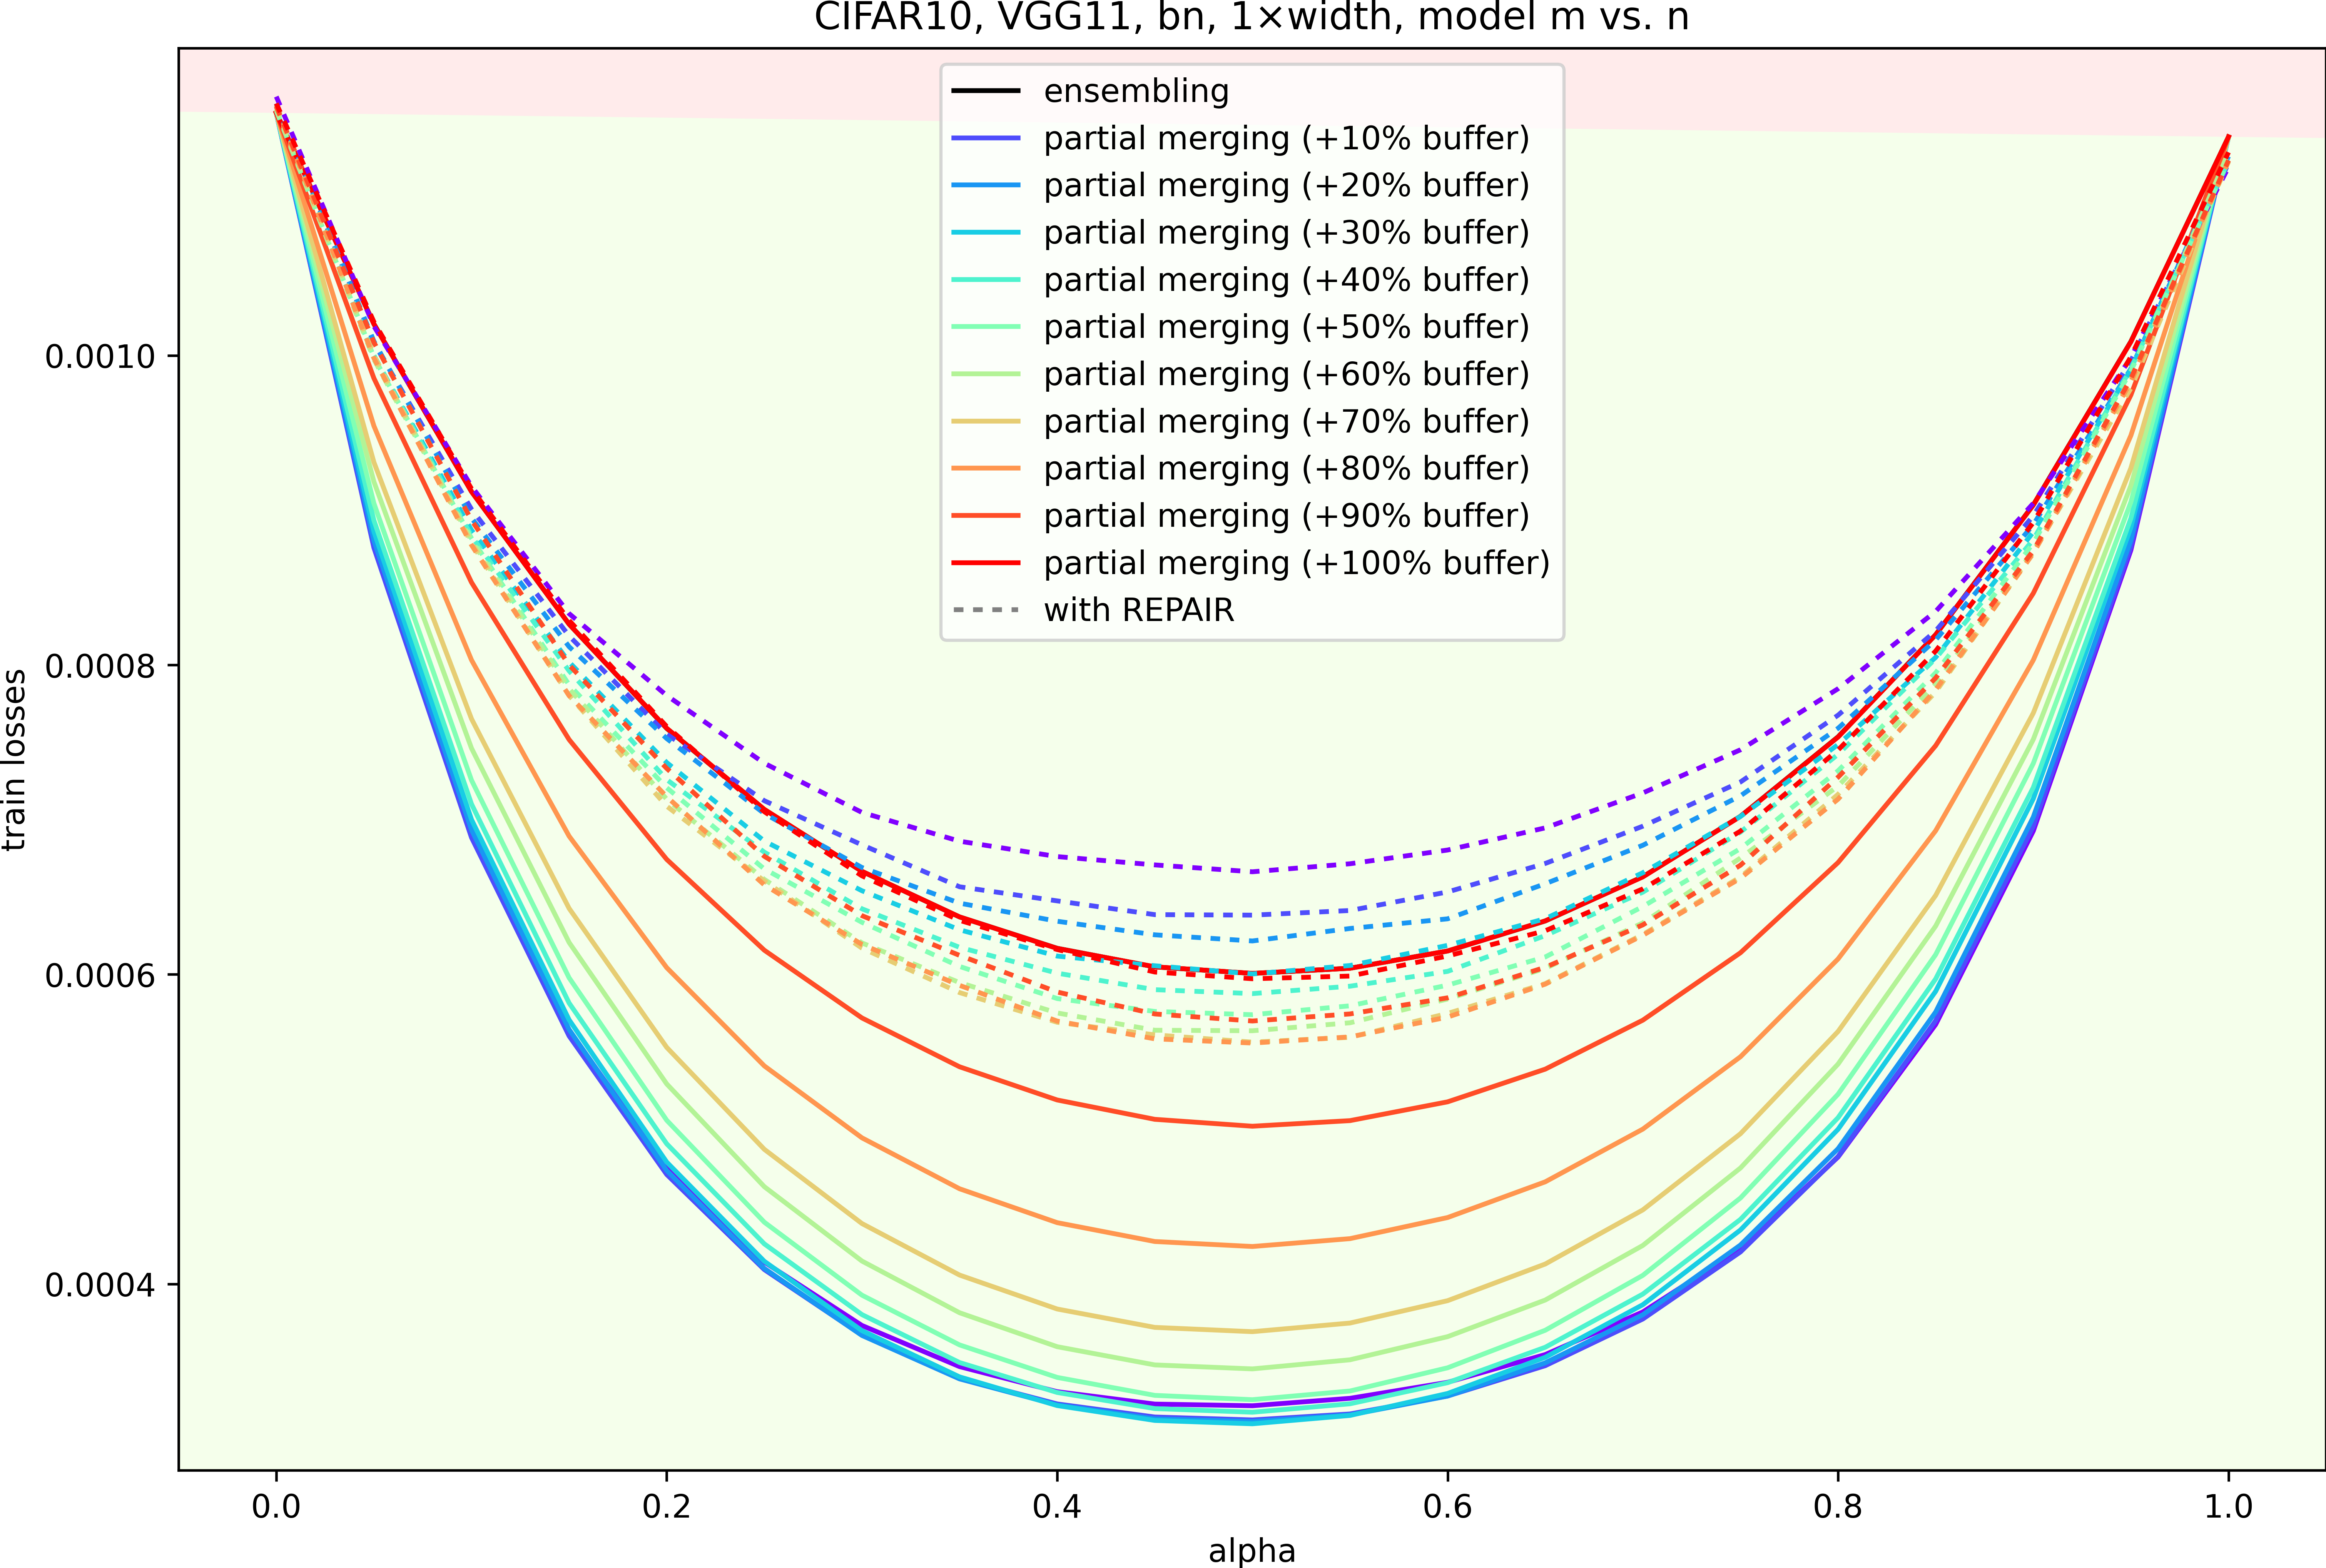 CIFAR10, VGG11, bn, 1×width, model m vs. n
ensembling
partial merging (+10% buffer)
partial merging (+20% buffer)
partial merging (+30% buffer)
partial merging (+40% buffer)
partial merging (+50% buffer)
partial merging (+60% buffer)
partial merging (+70% buffer)
partial merging (+80% buffer)
partial merging (+90% buffer)
partial merging (+100% buffer)
with REPAIR
train losses
0.0010
0.0008
0.0006
0.0004
0.0 0.2 0.4 0.6 0.8 1.0
alpha